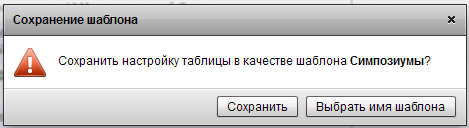 Сохранение шаблона
Сохранить настройку таблицы в качестве шаблона Симпозиумы?
Сохранить
Выбрать имя шаблона